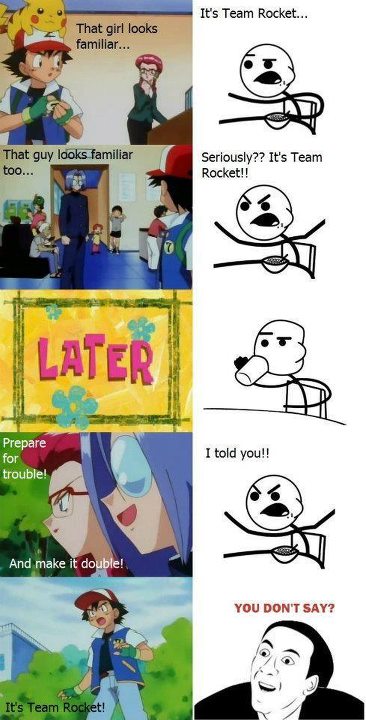 That girl looks
familiar...
It's Team Rocket...
That guy looks familiar
too...
Seriously?? It's Team
Rocket!!
LATER
Prepare
for
trouble!
And make it double!
I told you!!
It's Team Rocket!
YOU DON'T SAY?